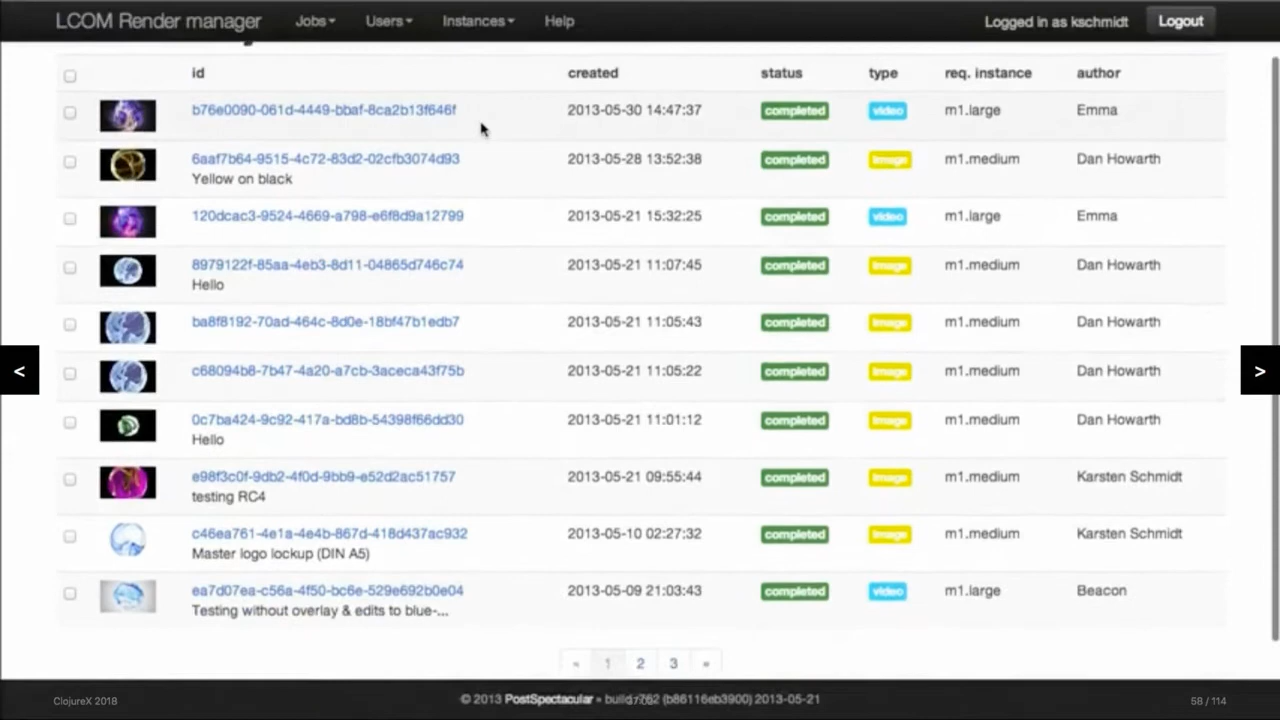 LCOM Render manager Jobs Users Instances Help Logged in as kschmidt Logout
id created status type req. instance author
b76e0090-061d-4449-bbaf-8ca2b13f646f 2013-05-30 14:47:37 completed video m1.large Emma
6aaf7b64-9515-4c72-83d2-02cfb3074d93 2013-05-28 13:52:38 completed image m1.medium Dan Howarth
Yellow on black
120dcac3-9524-4669-a798-e6f8d9a12799 2013-05-21 15:32:25 completed video m1.large Emma
8979122f-85aa-4eb3-8d11-04865d746c74 2013-05-21 11:07:45 completed image m1.medium Dan Howarth
Hello
ba8f8192-70ad-464c-8d0e-18bf47b1edb7 2013-05-21 11:05:43 completed image m1.medium Dan Howarth
c68094b8-7b47-4a20-a7cb-3aceca43f75b 2013-05-21 11:05:22 completed image m1.medium Dan Howarth
0c7ba424-9c92-417a-bd8b-54398f66dd30 2013-05-21 11:01:12 completed image m1.medium Dan Howarth
Hello
e98f3c0f-9db2-4f0d-9bb9-e52d2ac51757 2013-05-21 09:55:44 completed image m1.medium Karsten Schmidt
testing RC4
c46ea761-4e1a-4e4b-867d-418d437ac932 2013-05-10 02:27:32 completed image m1.medium Karsten Schmidt
Master logo lockup (DIN A5)
ea7d07ea-c56a-4f50-bc6e-529e692b0e04 2013-05-09 21:03:43 completed video m1.large Beacon
Testing without overlay & edits to blue-...
< >
« 1 2 3 »
ClojureX 2018 © 2013 PostSpectacular » build 762 (b86116eb3900) 2013-05-21 58 / 114